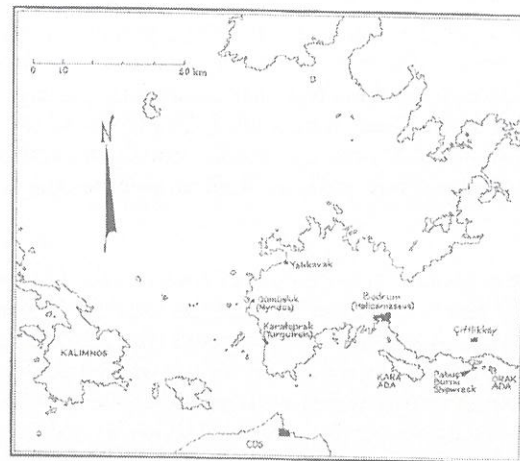 0 10 50 km
N
Yalıkavak
Gümüşlük
(Myndos)
Bodrum
(Halicarnassus)
Karatoprak
(Turgutreis)
Çiftlikköy
KALIMNOS
KARA
ADA
Pabuç
Burnu
Shipwreck
ORAK
ADA
COS